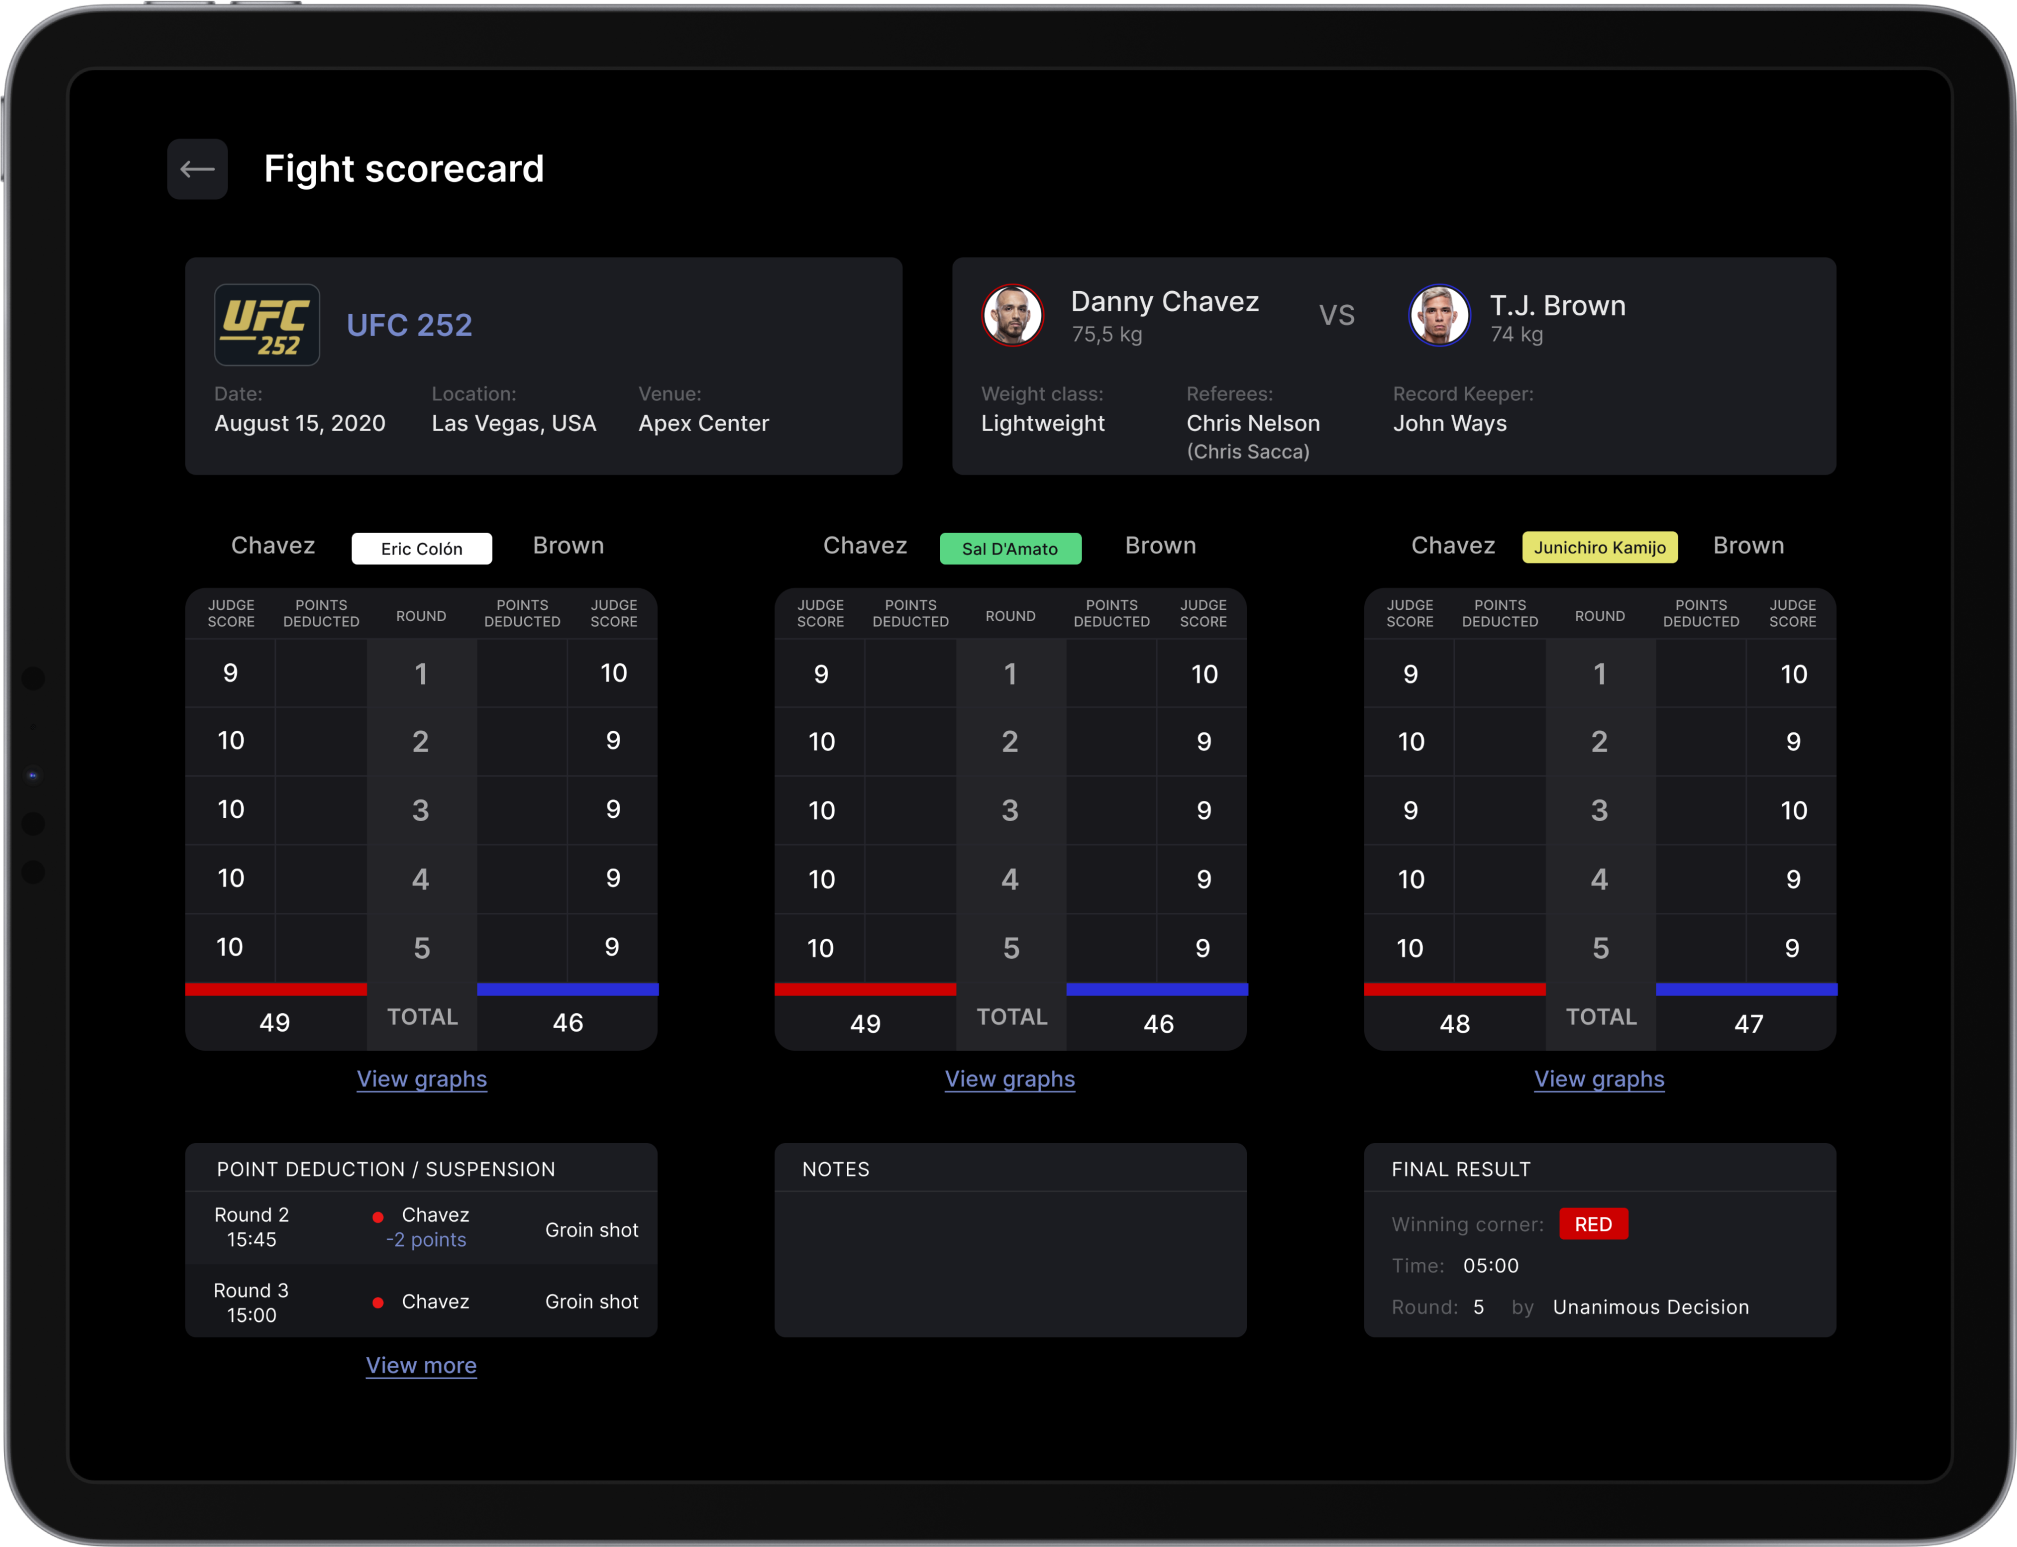 Fight scorecard
UFC
252
UFC 252
Date:
August 15, 2020
Location:
Las Vegas, USA
Venue:
Apex Center
Danny Chavez
75,5 kg
VS
T.J. Brown
74 kg
Weight class:
Lightweight
Referees:
Chris Nelson
(Chris Sacca)
Record Keeper:
John Ways
Chavez Eric Colón Brown
JUDGE SCORE POINTS DEDUCTED ROUND POINTS DEDUCTED JUDGE SCORE
9 1 10
10 2 9
10 3 9
10 4 9
10 5 9
49 TOTAL 46
View graphs
Chavez Sal D'Amato Brown
JUDGE SCORE POINTS DEDUCTED ROUND POINTS DEDUCTED JUDGE SCORE
9 1 10
10 2 9
10 3 9
10 4 9
10 5 9
49 TOTAL 46
View graphs
Chavez Junichiro Kamijo Brown
JUDGE SCORE POINTS DEDUCTED ROUND POINTS DEDUCTED JUDGE SCORE
9 1 10
10 2 9
9 3 10
10 4 9
10 5 9
48 TOTAL 47
View graphs
POINT DEDUCTION / SUSPENSION
Round 2 Chavez Groin shot
15:45 -2 points
Round 3 Chavez Groin shot
15:00
View more
NOTES
FINAL RESULT
Winning corner: RED
Time: 05:00
Round: 5 by Unanimous Decision